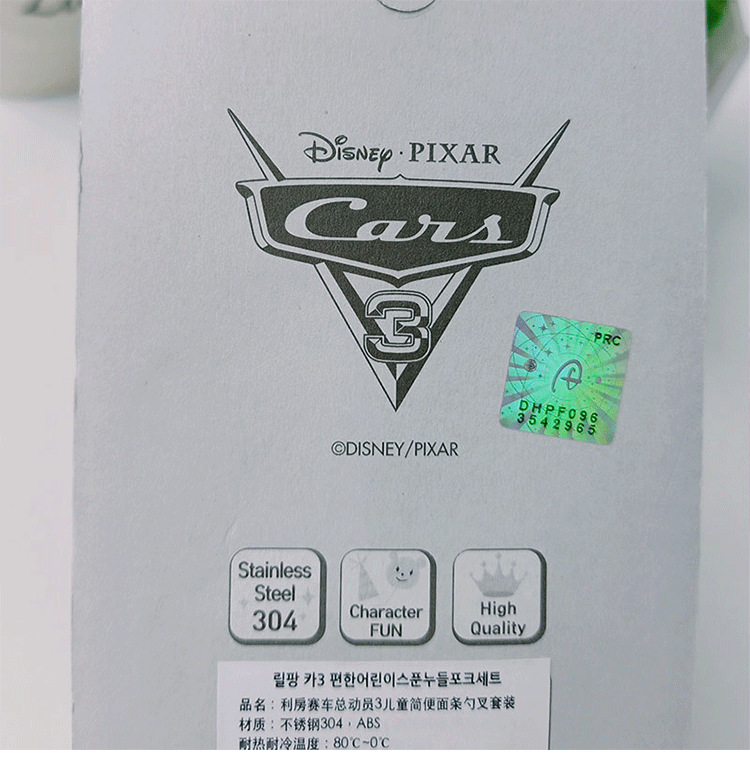 Disney · PIXAR
Cars
3
PRC
DHPF096
3542965
©DISNEY/PIXAR
Stainless
Steel
304
Character
FUN
High
Quality
릴팡 카3 편한어린이스푼누들포크세트
品名：利房赛车总动员3儿童简便面条勺叉套装
材质：不锈钢304，ABS
耐热耐冷温度：80℃~0℃